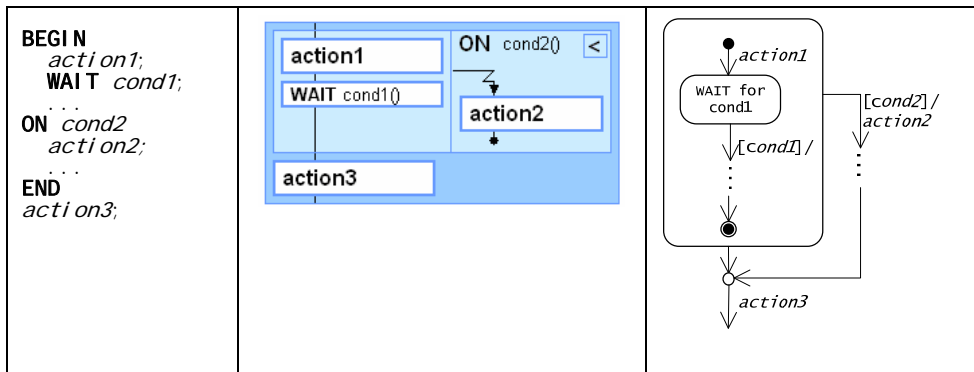 BEGIN
action1;
WAIT cond1;
...
ON cond2
action2;
...
END
action3;
action1
WAIT cond1()
ON cond2() <
action2
action3
action1
WAIT for
cond1
[cond1]/
[cond2]/
action2
action3